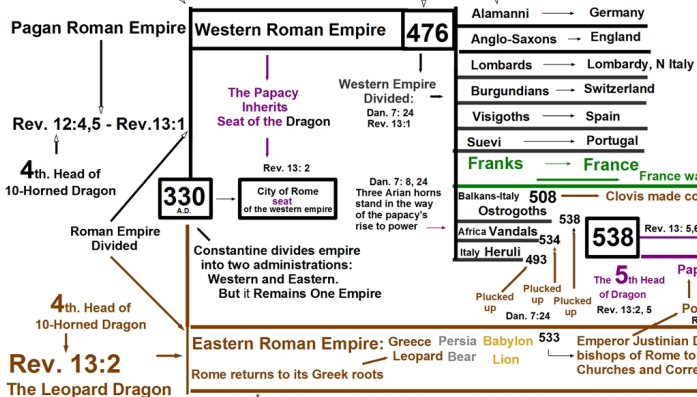 Pagan Roman Empire
Western Roman Empire
476
Alamanni Germany
Anglo-Saxons England
Lombards Lombardy, N Italy
Burgundians Switzerland
Visigoths Spain
Suevi Portugal
Franks France
France wa
The Papacy
Inherits
Seat of the Dragon
Western Empire
Divided:
Dan. 7: 24
Rev. 13:1
Rev. 12:4,5 - Rev.13:1
4th. Head of
10-Horned Dragon
Rev. 13: 2
330
A.D.
City of Rome
seat
of the western empire
Dan. 7: 8, 24
Three Arian horns
stand in the way
of the papacy's
rise to power
Balkans-Italy 508 Clovis made co
Ostrogoths
538
Africa Vandals
534
Italy Heruli
493
538
Rev. 13: 5,6
Roman Empire
Divided
Constantine divides empire
into two administrations:
Western and Eastern.
But it Remains One Empire
Plucked
up
Plucked
up
Plucked
up
Dan. 7:24
The 5th Head
of Dragon
Rev. 13:2, 5
Pap
Po
R
4th. Head of
10-Horned Dragon
Rev. 13:2
The Leopard Dragon
Eastern Roman Empire: Greece Persia Babylon 533
Leopard Bear Lion
Rome returns to its Greek roots
Emperor Justinian D
bishops of Rome to
Churches and Corre